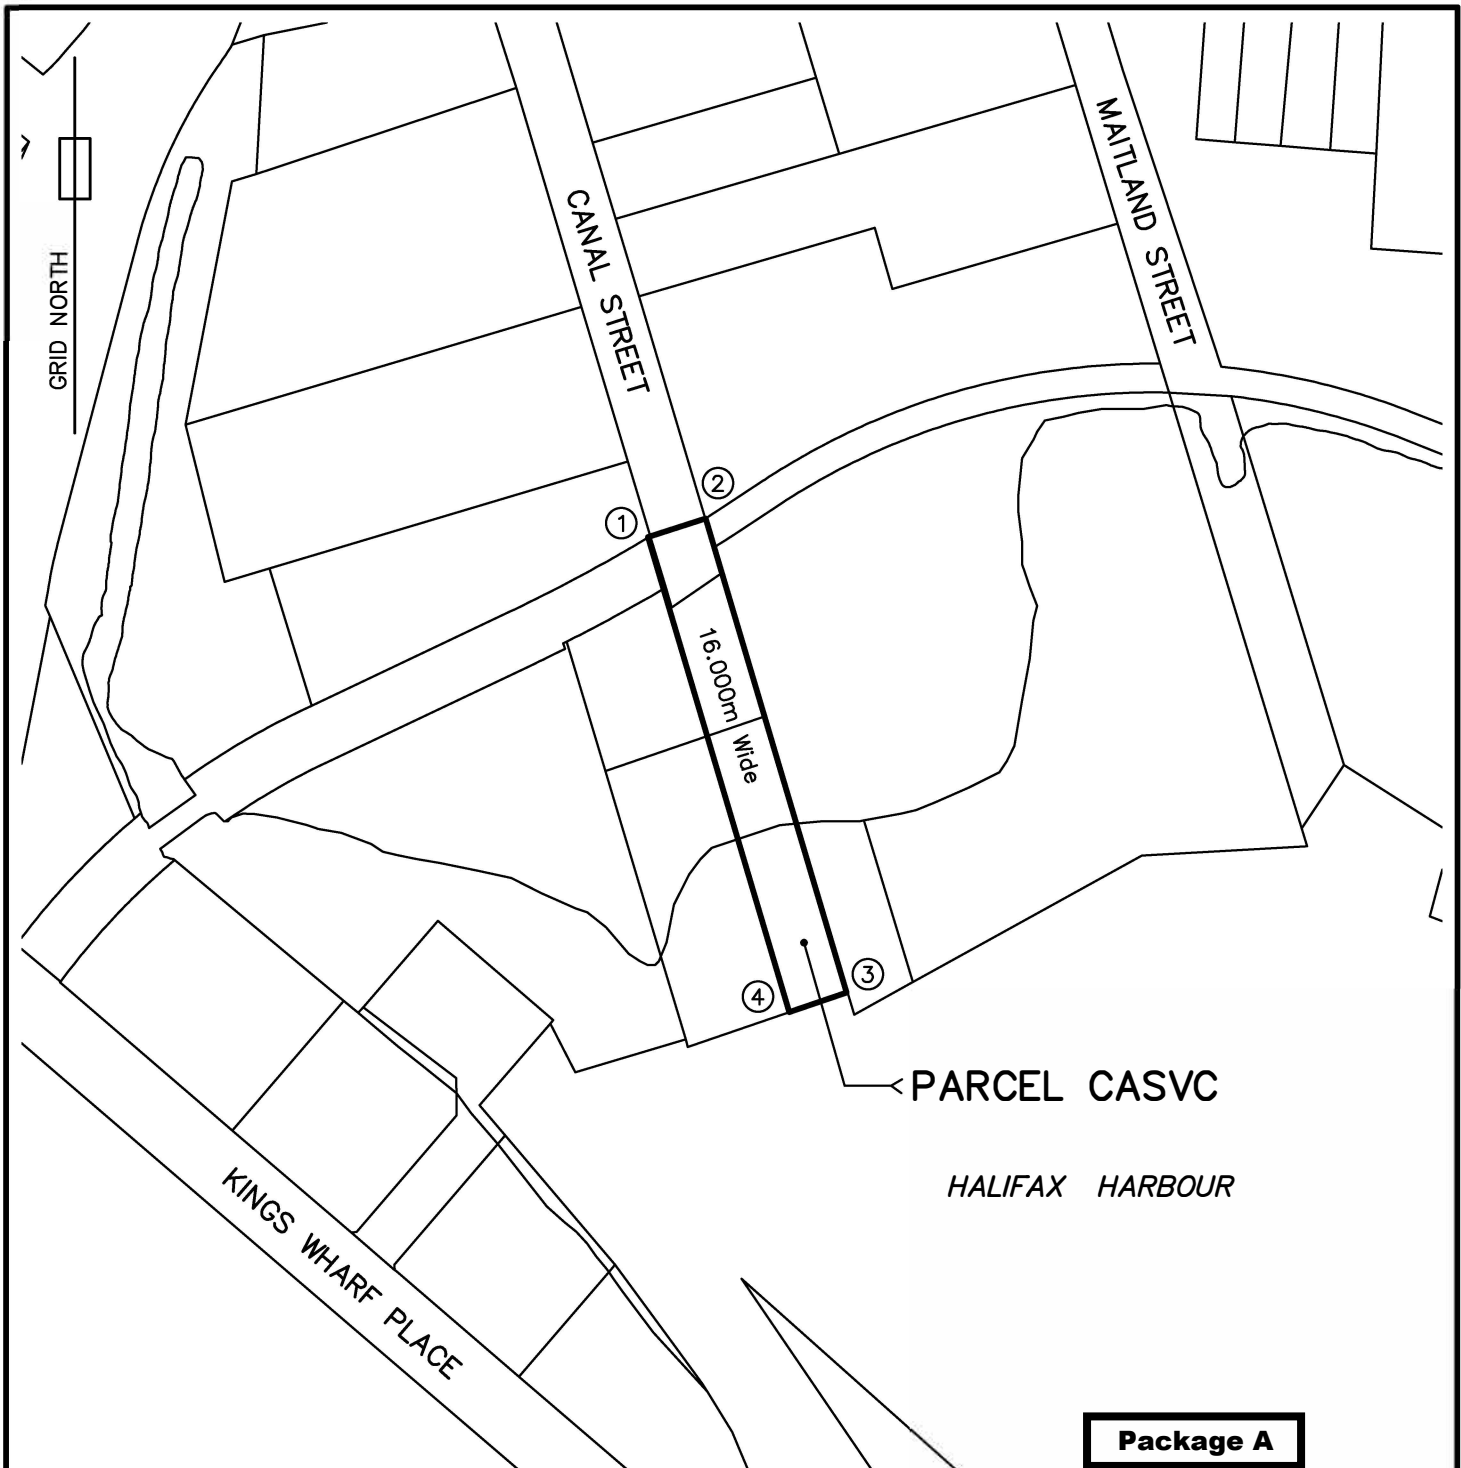 GRID NORTH
CANAL STREET
MAITLAND STREET
2
1
16.000m Wide
3
4
PARCEL CASVC
HALIFAX HARBOUR
KINGS WHARF PLACE
Package A